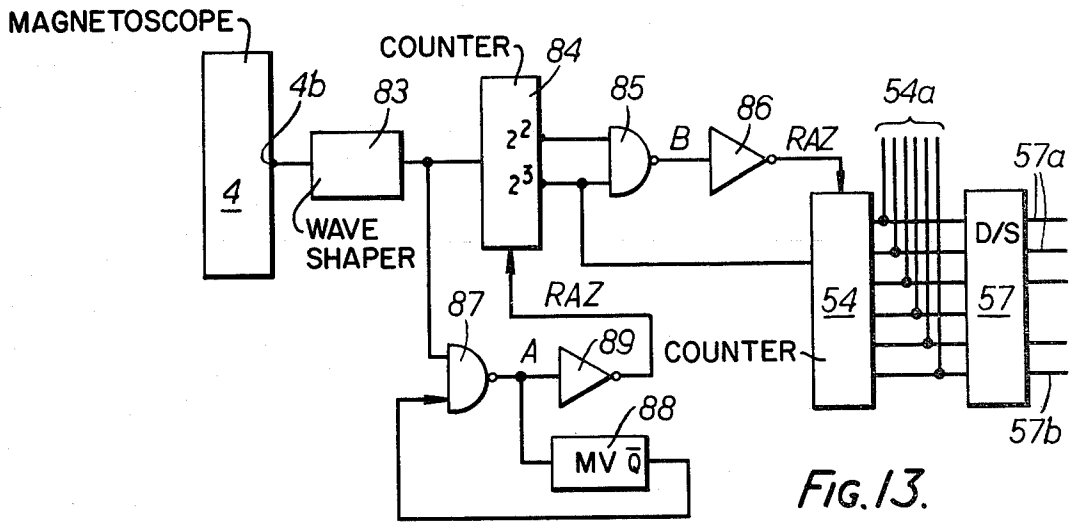 MAGNETOSCOPE
4
4b
83
WAVE
SHAPER
COUNTER
84
2²
2³
85
B
86
RAZ
54a
57a
D/S
57
54
COUNTER
57b
RAZ
87
A
89
88
MV Q̅
FIG. 13.